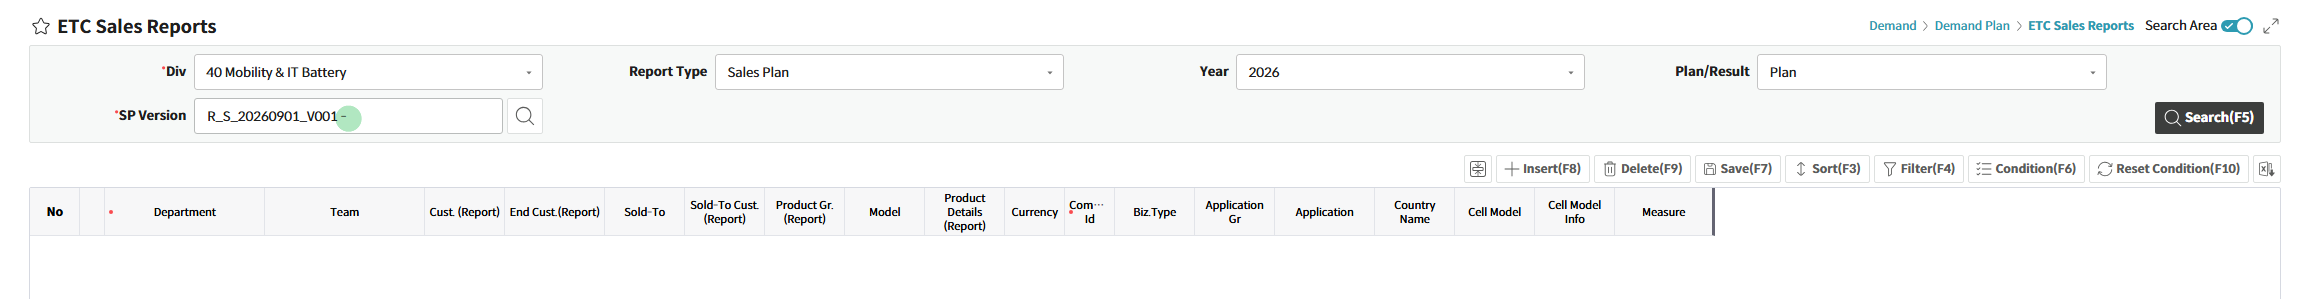 ETC Sales Reports
Demand > Demand Plan > ETC Sales Reports Search Area
*Div 40 Mobility & IT Battery Report Type Sales Plan Year 2026 Plan/Result Plan
*SP Version R_S_20260901_V001 -
Search(F5)
Insert(F8) Delete(F9) Save(F7) Sort(F3) Filter(F4) Condition(F6) Reset Condition(F10)
No Department Team Cust. (Report) End Cust.(Report) Sold-To Sold-To Cust. (Report) Product Gr. (Report) Model Product Details (Report) Currency Com··· Id Biz.Type Application Gr Application Country Name Cell Model Cell Model Info Measure